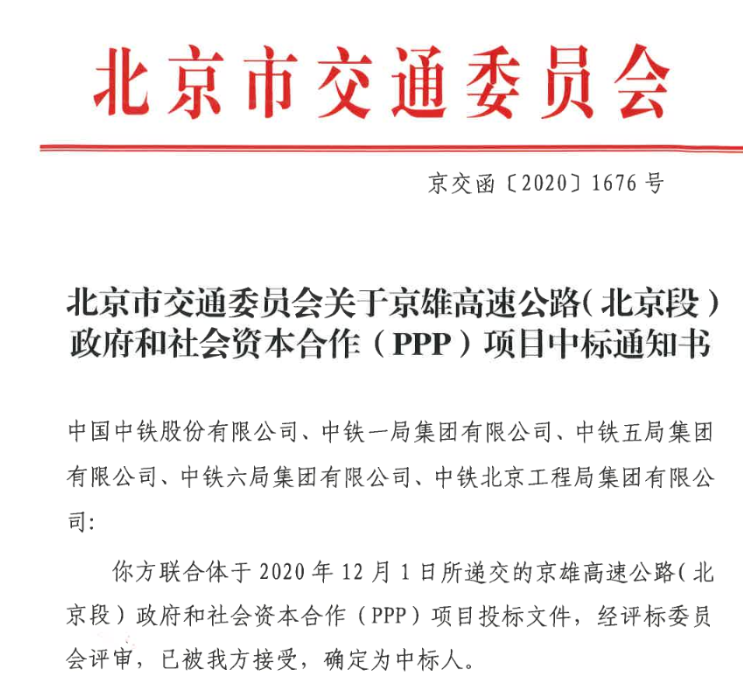 北京市交通委员会
京交函〔2020〕1676 号
北京市交通委员会关于京雄高速公路（北京段）
政府和社会资本合作（PPP）项目中标通知书
中国中铁股份有限公司、中铁一局集团有限公司、中铁五局集团
有限公司、中铁六局集团有限公司、中铁北京工程局集团有限公
司：
你方联合体于 2020 年 12 月 1 日所递交的京雄高速公路（北
京段）政府和社会资本合作（PPP）项目投标文件，经评标委员
会评审，已被我方接受，确定为中标人。